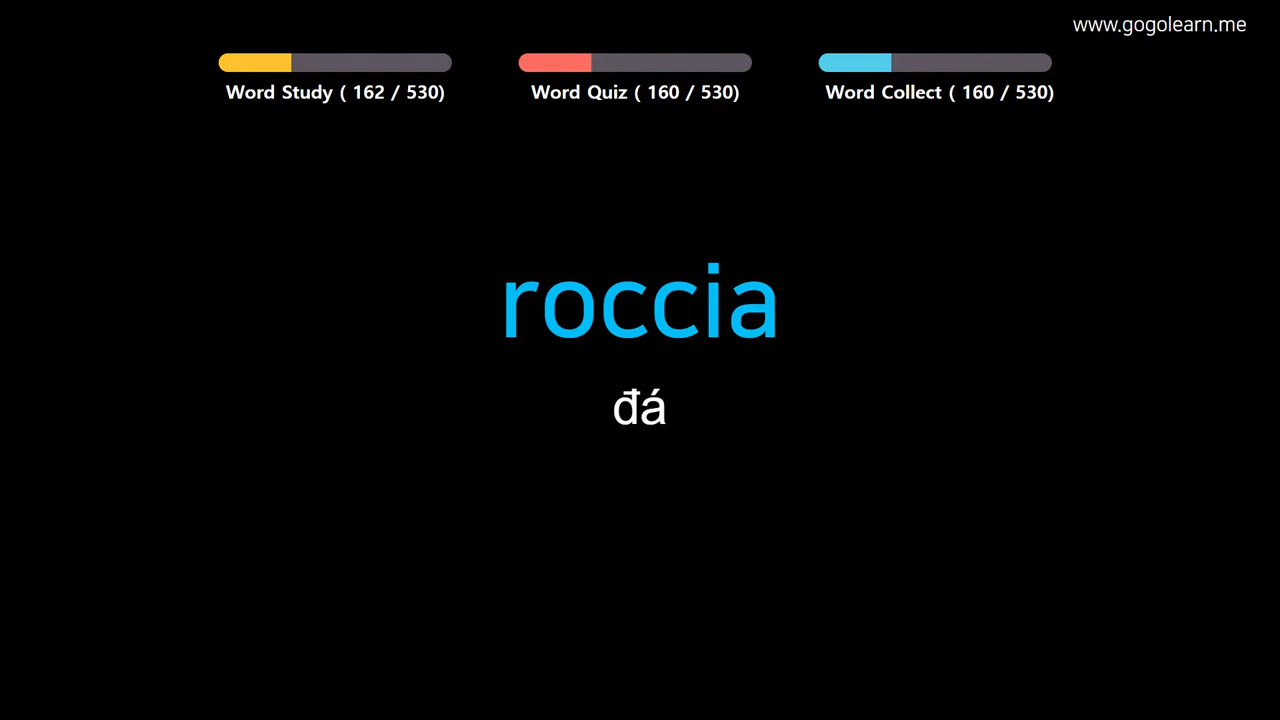 www.gogolearn.me
Word Study ( 162 / 530)
Word Quiz ( 160 / 530)
Word Collect ( 160 / 530)
roccia
đá